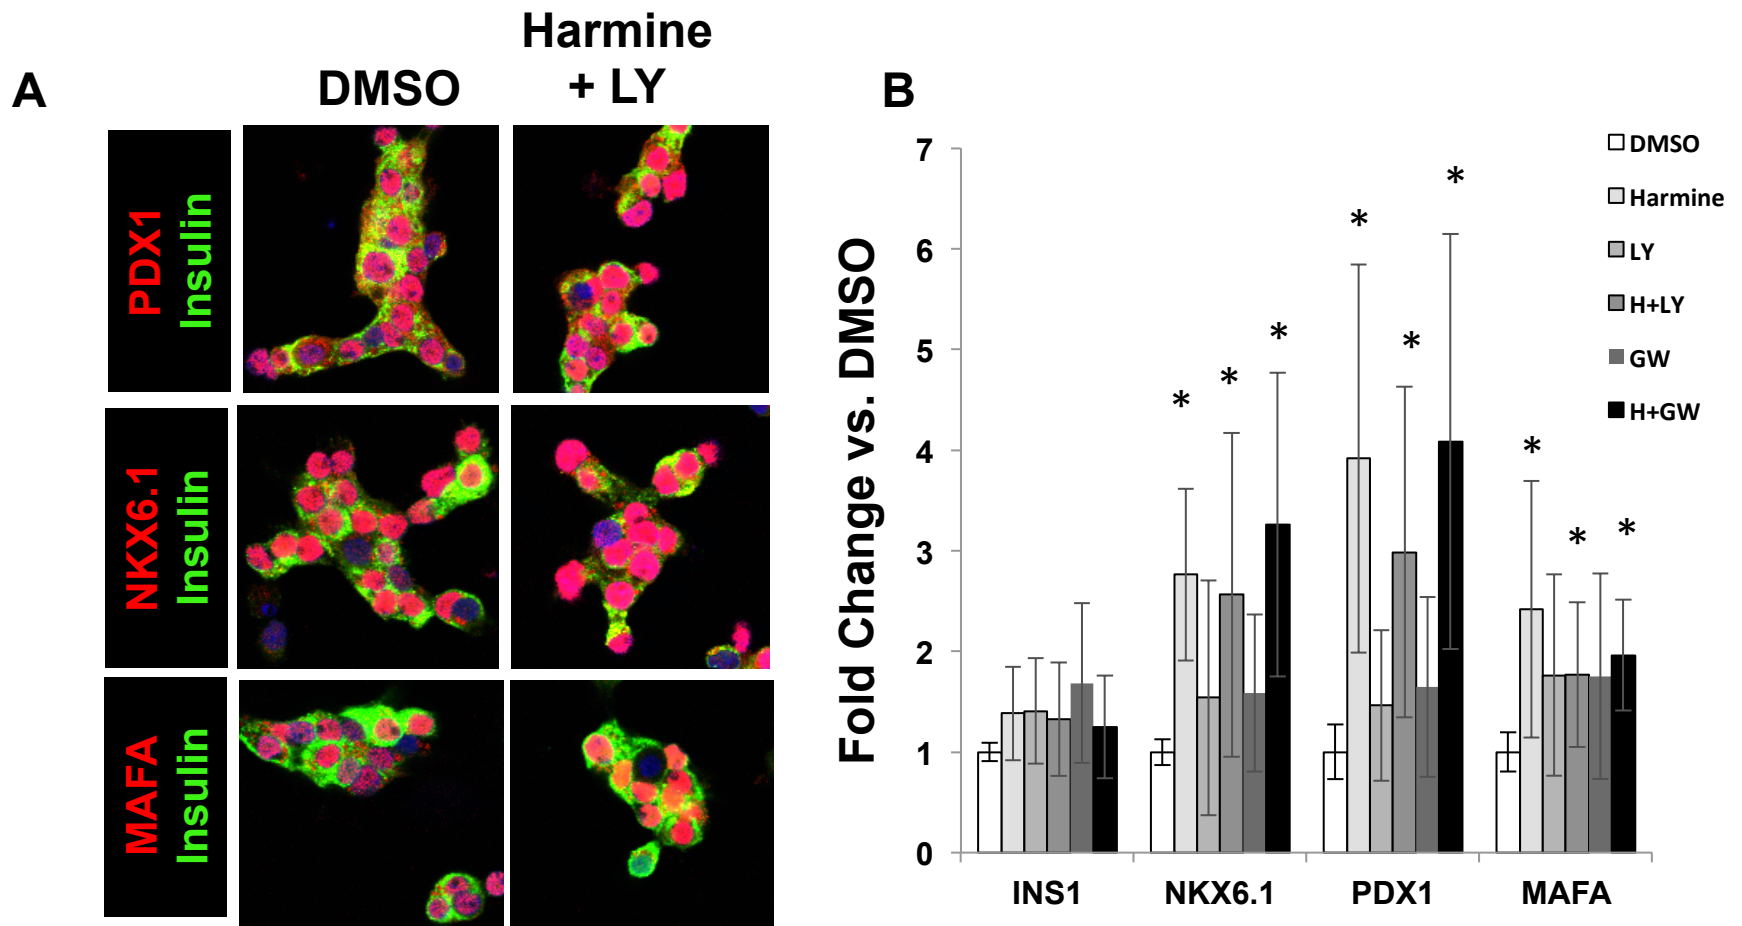 A
DMSO
Harmine
+ LY
PDX1
Insulin
NKX6.1
Insulin
MAFA
Insulin
B
Fold Change vs. DMSO
7
6
5
4
3
2
1
0
* * * * * * * * *
INS1
NKX6.1
PDX1
MAFA
DMSO
Harmine
LY
H+LY
GW
H+GW